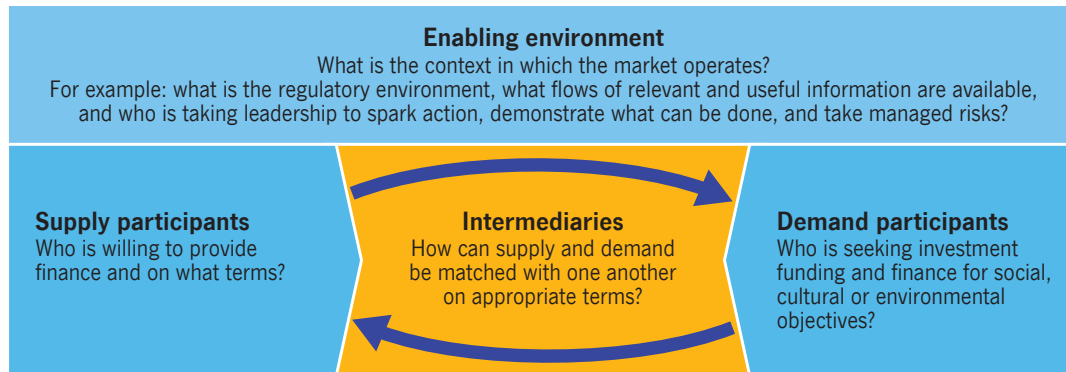 Enabling environment
What is the context in which the market operates?
For example: what is the regulatory environment, what flows of relevant and useful information are available,
and who is taking leadership to spark action, demonstrate what can be done, and take managed risks?
Supply participants
Who is willing to provide
finance and on what terms?
Intermediaries
How can supply and demand
be matched with one another
on appropriate terms?
Demand participants
Who is seeking investment
funding and finance for social,
cultural or environmental
objectives?